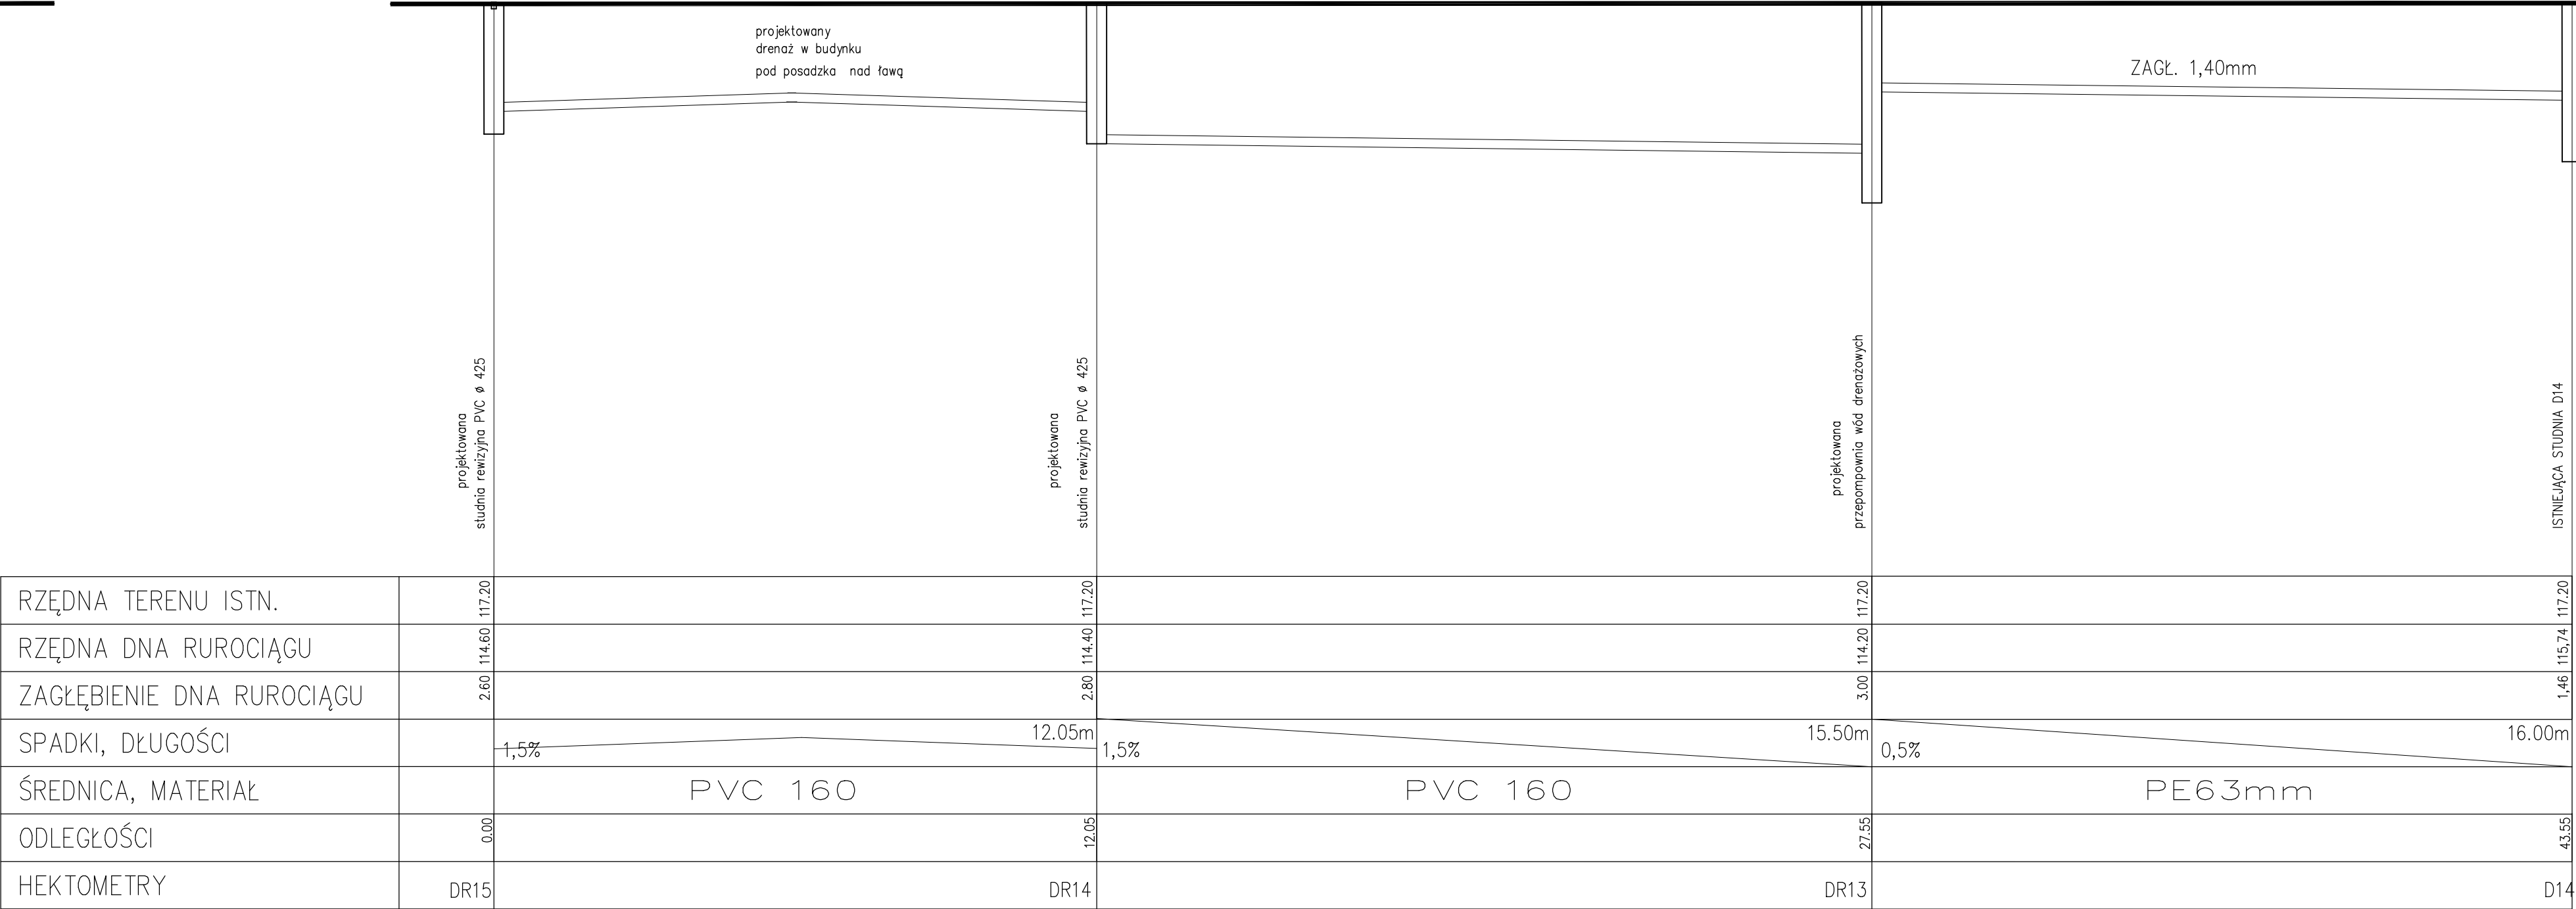 projektowany
drenaż w budynku
pod posadzka nad ławą
ZAGŁ. 1,40mm
projektowana
studnia rewizyjna PVC ø 425
projektowana
studnia rewizyjna PVC ø 425
projektowana
przepompownia wód drenażowych
ISTNIEJĄCA STUDNIA D14
RZĘDNA TERENU ISTN. 117.20 117.20 117.20 117.20
RZĘDNA DNA RUROCIĄGU 114.60 114.40 114.20 115,74
ZAGŁĘBIENIE DNA RUROCIĄGU 2.60 2.80 3.00 1,46
SPADKI, DŁUGOŚCI 1,5% 12.05m 1,5% 15.50m 0,5% 16.00m
ŚREDNICA, MATERIAŁ PVC 160 PVC 160 PE63mm
ODLEGŁOŚCI 0.00 12.05 27.55 43.55
HEKTOMETRY DR15 DR14 DR13 D14